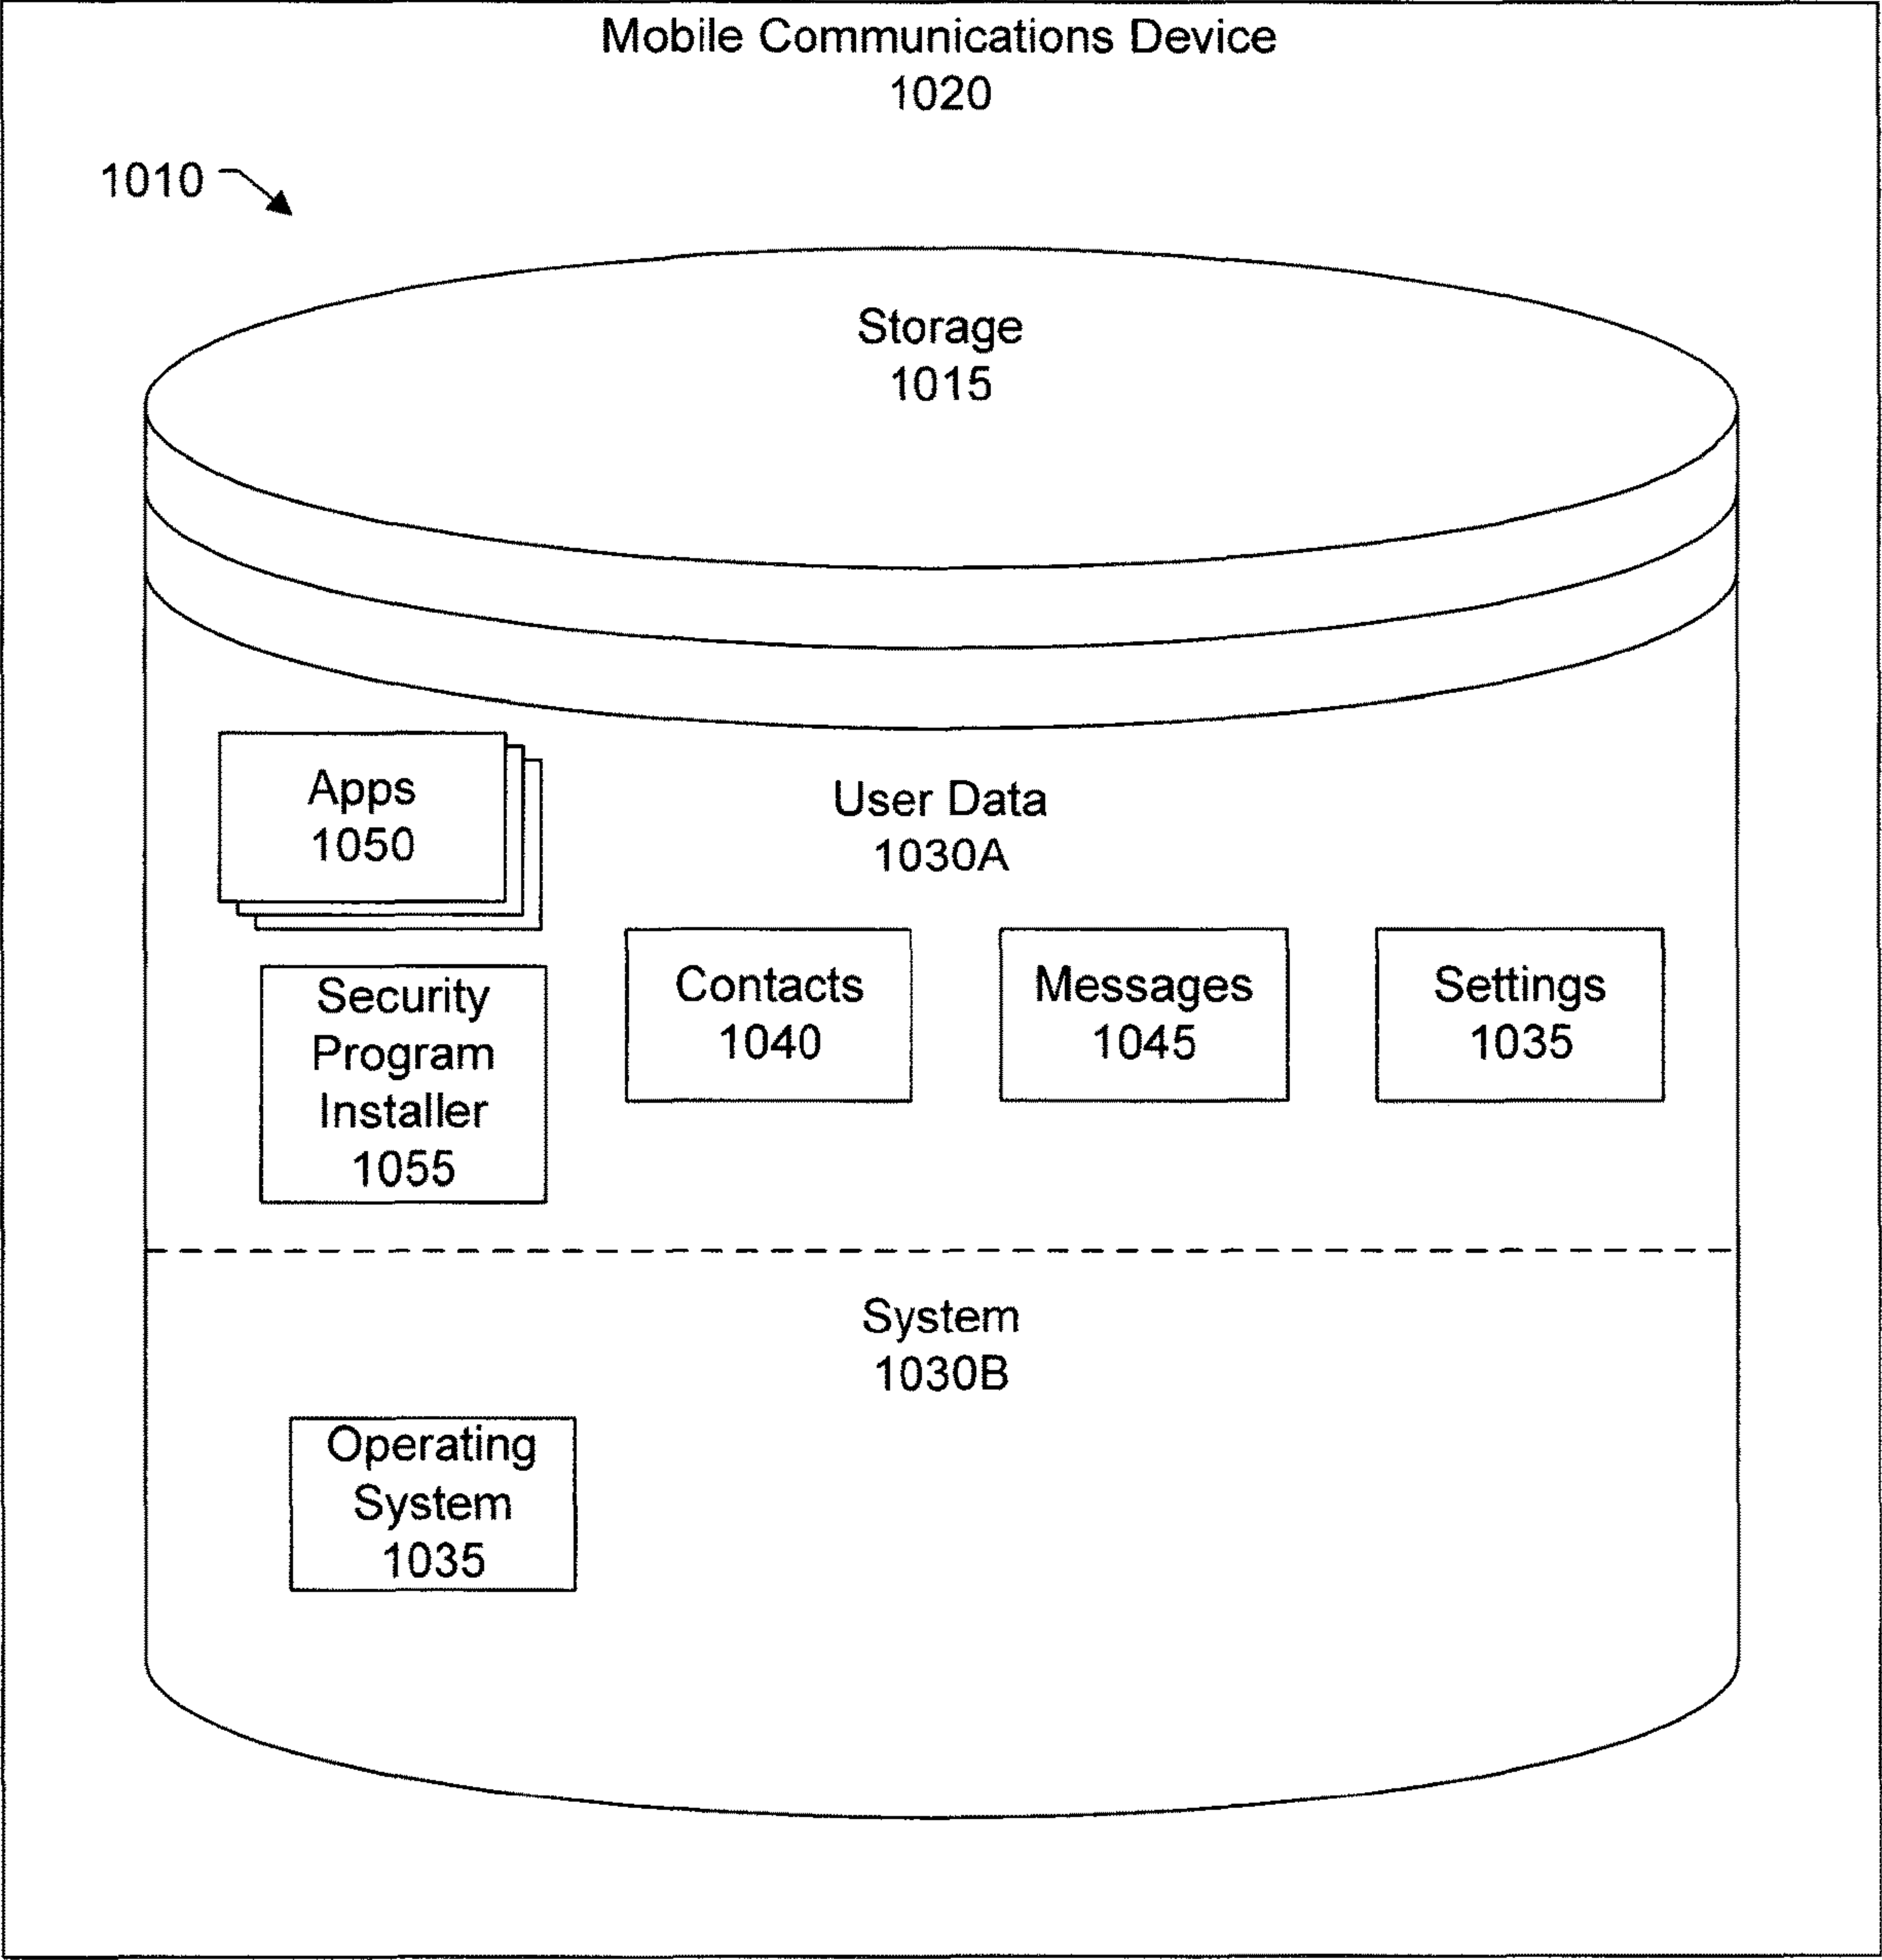 Mobile Communications Device
1020
1010
Storage
1015
Apps
1050
User Data
1030A
Security
Program
Installer
1055
Contacts
1040
Messages
1045
Settings
1035
System
1030B
Operating
System
1035